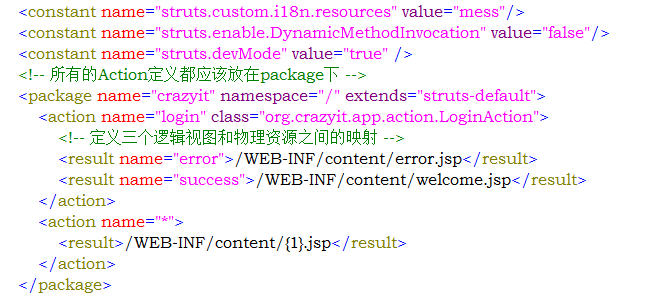 <constant name="struts.custom.i18n.resources" value="mess"/>
<constant name="struts.enable.DynamicMethodInvocation" value="false"/>
<constant name="struts.devMode" value="true" />
<!-- 所有的Action定义都应该放在package下 -->
<package name="crazyit" namespace="/" extends="struts-default">
<action name="login" class="org.crazyit.app.action.LoginAction">
<!-- 定义三个逻辑视图和物理资源之间的映射 -->
<result name="error">/WEB-INF/content/error.jsp</result>
<result name="success">/WEB-INF/content/welcome.jsp</result>
</action>
<action name="*">
<result>/WEB-INF/content/{1}.jsp</result>
</action>
</package>